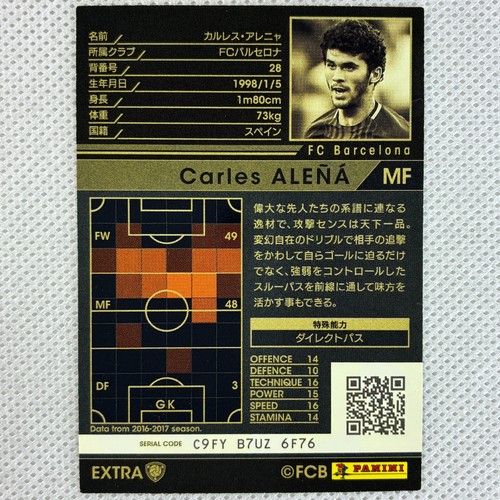 名前 カルレス・アレニャ
所属クラブ FCバルセロナ
背番号 28
生年月日 1998/1/5
身長 1m80cm
体重 73kg
国籍 スペイン
FC Barcelona
Carles ALEÑÁ MF
FW 49
MF 48
DF 3
GK
Data from 2016-2017 season.
偉大な先人たちの系譜に連なる
逸材で、攻撃センスは天下一品。
変幻自在のドリブルで相手の追撃
をかわして自らゴールに迫るだけ
でなく、強弱をコントロールした
スルーパスを前線に通して味方を
活かす事もできる。
特殊能力
ダイレクトパス
OFFENCE 14
DEFENCE 10
TECHNIQUE 16
POWER 15
SPEED 16
STAMINA 14
SERIAL CODE C9FY B7UZ 6F76
EXTRA ©FCB PANINI